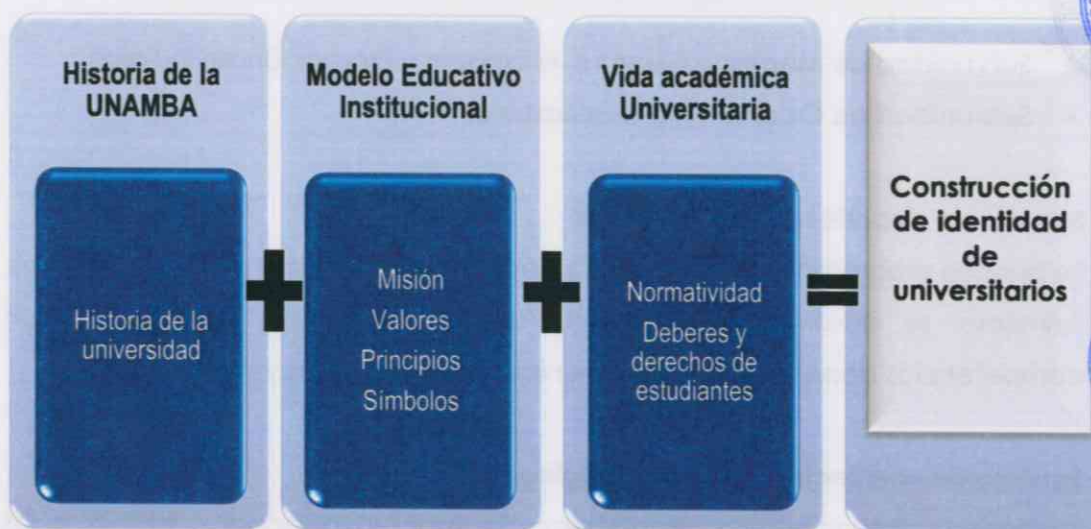 Historia de la
UNAMBA
Historia de la
universidad
+
Modelo Educativo
Institucional
Misión
Valores
Principios
Símbolos
+
Vida académica
Universitaria
Normatividad
Deberes y
derechos de
estudiantes
=
Construcción
de identidad
de
universitarios